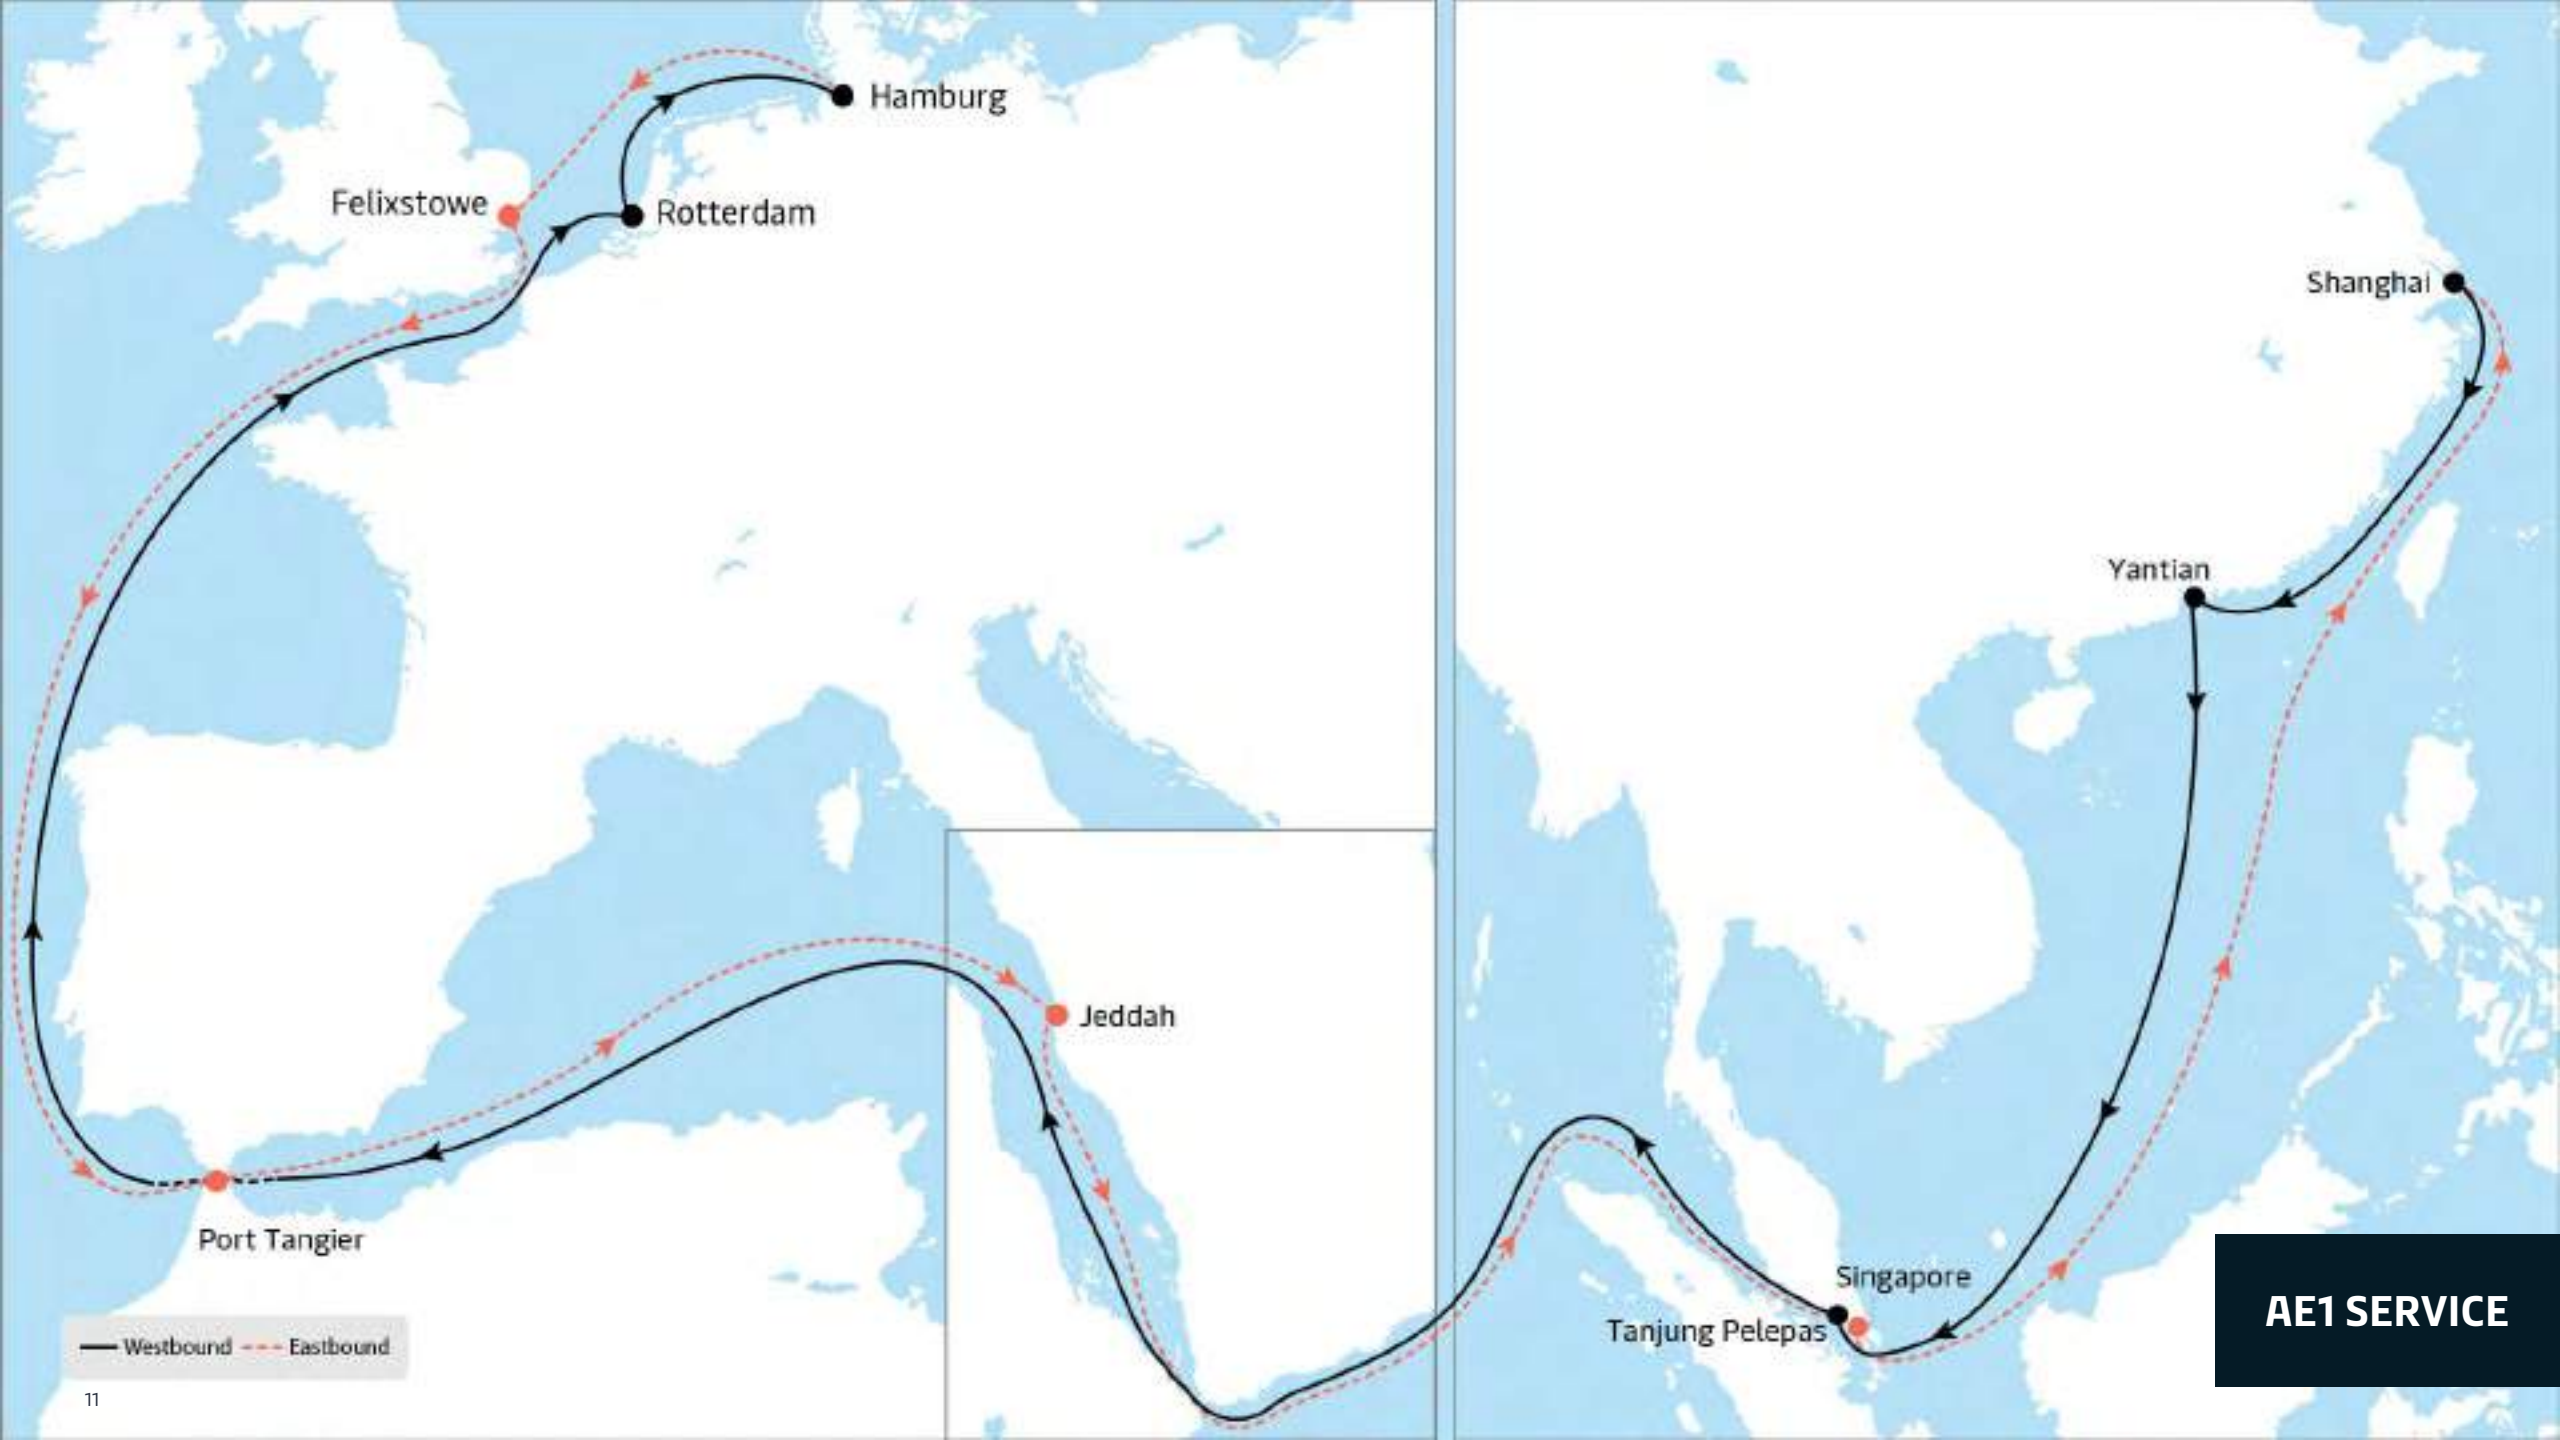 Hamburg
Felixstowe
Rotterdam
Shanghai
Yantian
Jeddah
Port Tangier
Singapore
Tanjung Pelepas
AE1 SERVICE
Westbound Eastbound
11